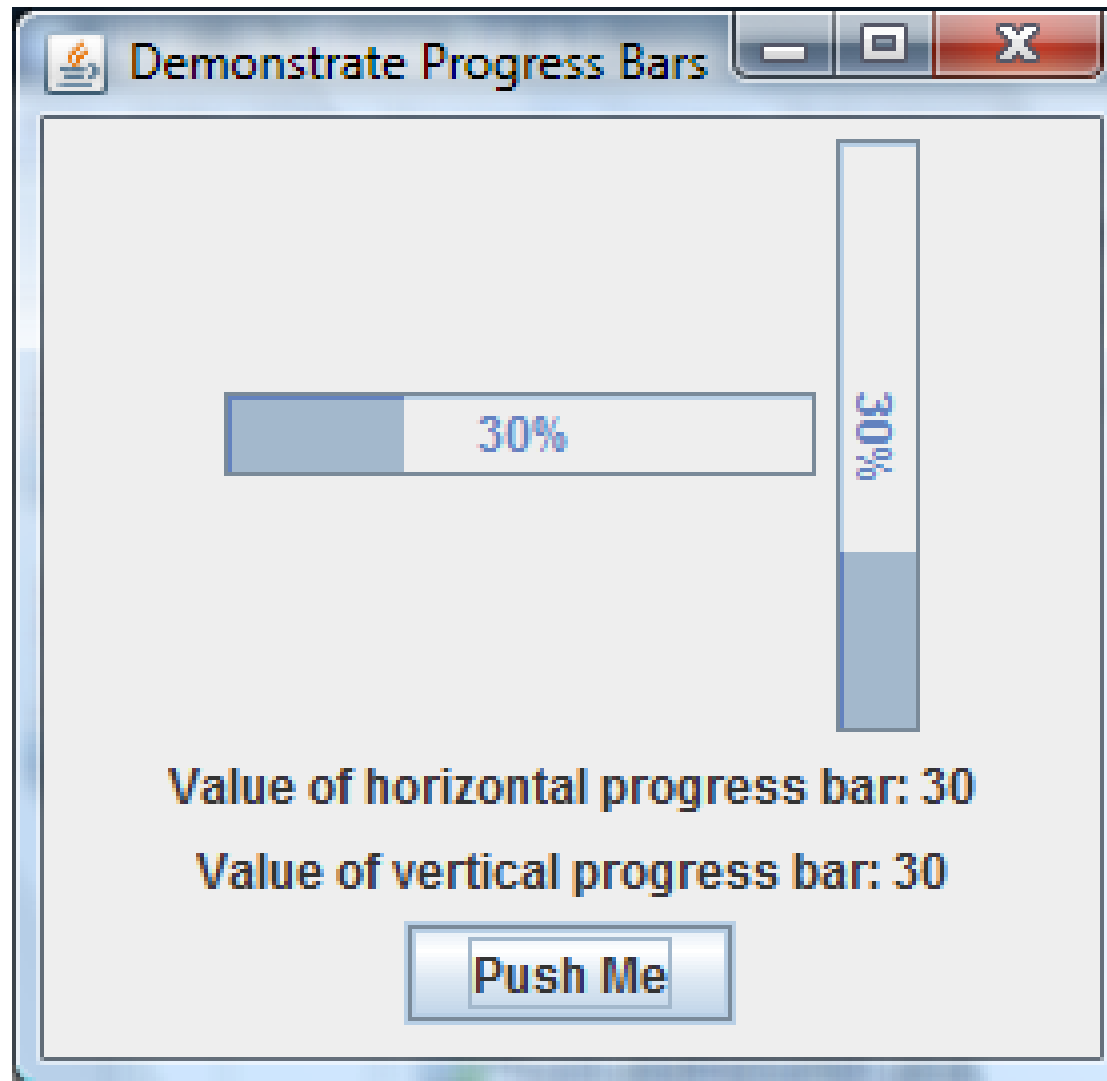 Demonstrate Progress Bars
30%
30%
Value of horizontal progress bar: 30
Value of vertical progress bar: 30
Push Me